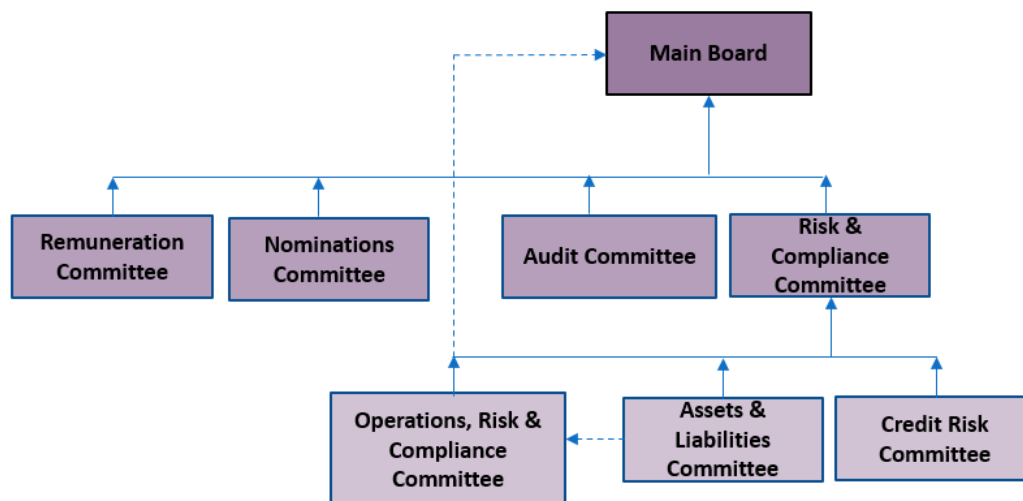 Main Board
Remuneration
Committee
Nominations
Committee
Audit Committee
Risk &
Compliance
Committee
Operations, Risk &
Compliance
Committee
Assets &
Liabilities
Committee
Credit Risk
Committee